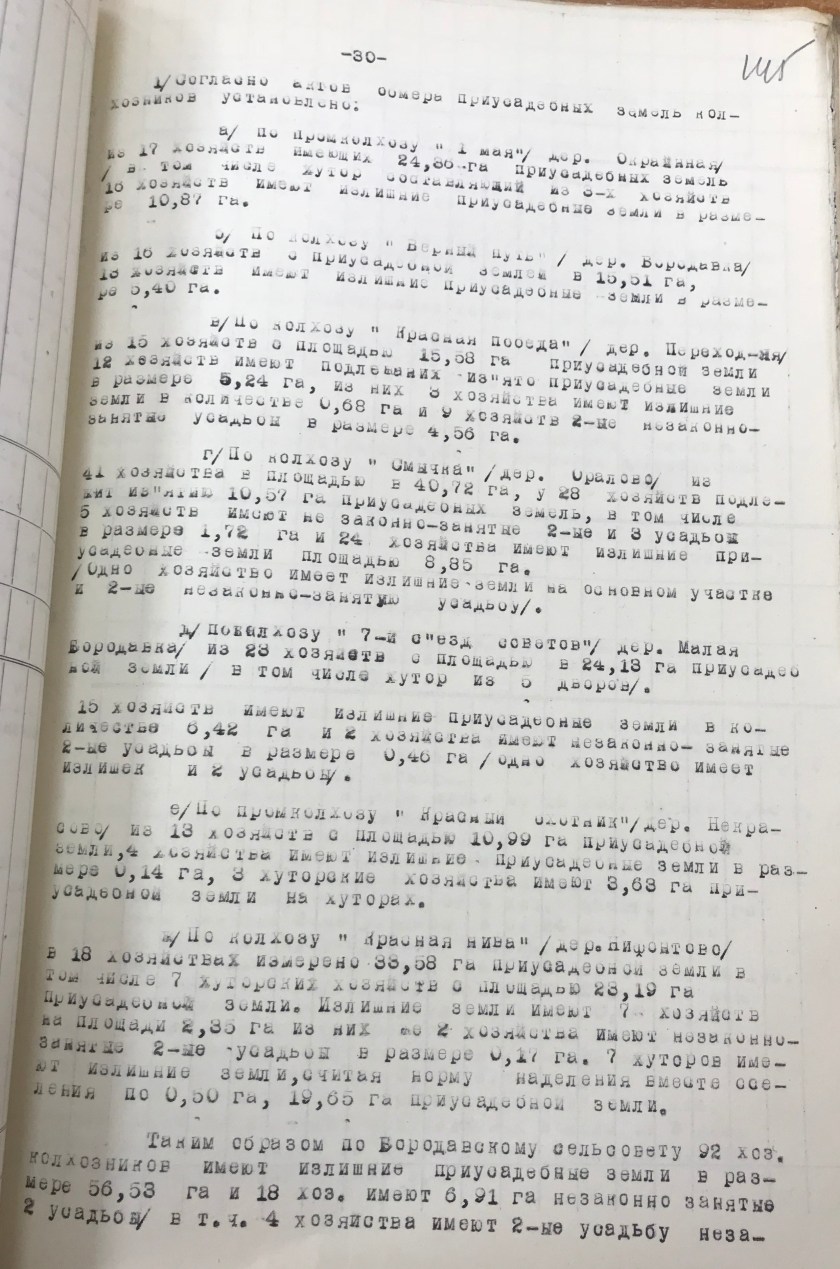 -30-
145
1/Согласно актов обмера приусадебных земель кол-
хозников установлено:
а/ По промколхозу " 1 мая"/ дер. Окраинная/
из 17 хозяйств имеющих 24,86 га приусадебных земель
/ в том числе хутор составляющий из 3-х хозяйств
16 хозяйств имеют излишние приусадебные земли в разме-
ре 10,87 га.
б/ По колхозу " Верный путь" / дер. Бородавка/
из 16 хозяйств с приусадебной землей в 15,51 га,
13 хозяйств имеют излишние приусадебные земли в разме-
ре 5,40 га.
в/По колхозу " Красная победа" / дер. Переход-ня/
из 15 хозяйств с площадью 15,58 га приусадебной земли
12 хозяйств имеют подлежаних из"ято приусадебные земли
в размере 5,24 га, из них 3 хозяйства имеют излишние
земли в количестве 0,68 га и 9 хозяйств 2-ые незаконно-
занятые усадьбы в размере 4,56 га.
г/По колхозу " Смычка" /дер. Оралово/ из
41 хозяйства в площадью в 40,72 га, у 28 хозяйств подле-
жит из"ятию 10,57 га приусадебных земель, в том числе
5 хозяйств имеют не законно-занятые 2-ые и 3 усадьбы
в размере 1,72 га и 24 хозяйства имеют излишние при-
усадебные земли площадью 8,85 га.
/Одно хозяйство имеет излишние земли на основном участке
и 2-ые незаконно-занятую усадьбу/.
д/Поколхозу " 7-й с"езд советов"/ дер. Малая
Бородавка/ из 23 хозяйств с площадью в 24,13 га приусадеб
ной земли / в том числе хутор из 5 дворов/.
15 хозяйств имеют излишние приусадебные земли в ко-
личестве 6,42 га и 2 хозяйства имеют незаконно- занятые
2-ые усадьбы в размере 0,46 га /одно хозяйство имеет
излишек и 2 усадьбы/.
е/По промколхозу " Красный охотник"/дер. Некра-
сово/ из 13 хозяйств с площадью 10,99 га приусадебной
земли,4 хозяйства имеют излишние приусадебные земли в раз-
мере 0,14 га, 3 хуторские хозяйства имеют 3,63 га при-
усадебной земли на хуторах.
ж/По колхозу " Красная нива" /дер.Нифонтово/
в 18 хозяйствах измерено 33,58 га приусадебной земли в
том числе 7 хуторских хозяйств с площадью 23,19 га
приусадебной земли. Излишние земли имеют 7 хозяйств
на площади 2,35 га из них же 2 хозяйства имеют незаконно-
занятые 2-ые усадьбы в размере 0,17 га. 7 хуторов име-
ют излишние земли,считая норму наделения вместе осе-
ления по 0,50 га, 19,65 га приусадебной земли.
Таким образом по Бородавскому сельсовету 92 хоз.
колхозников имеют излишние приусадебные земли в раз-
мере 56,53 га и 18 хоз. имеют 6,91 га незаконно занятые
2 усадьбы/ в т.ч. 4 хозяйства имеют 2-ые усадьбу неза-